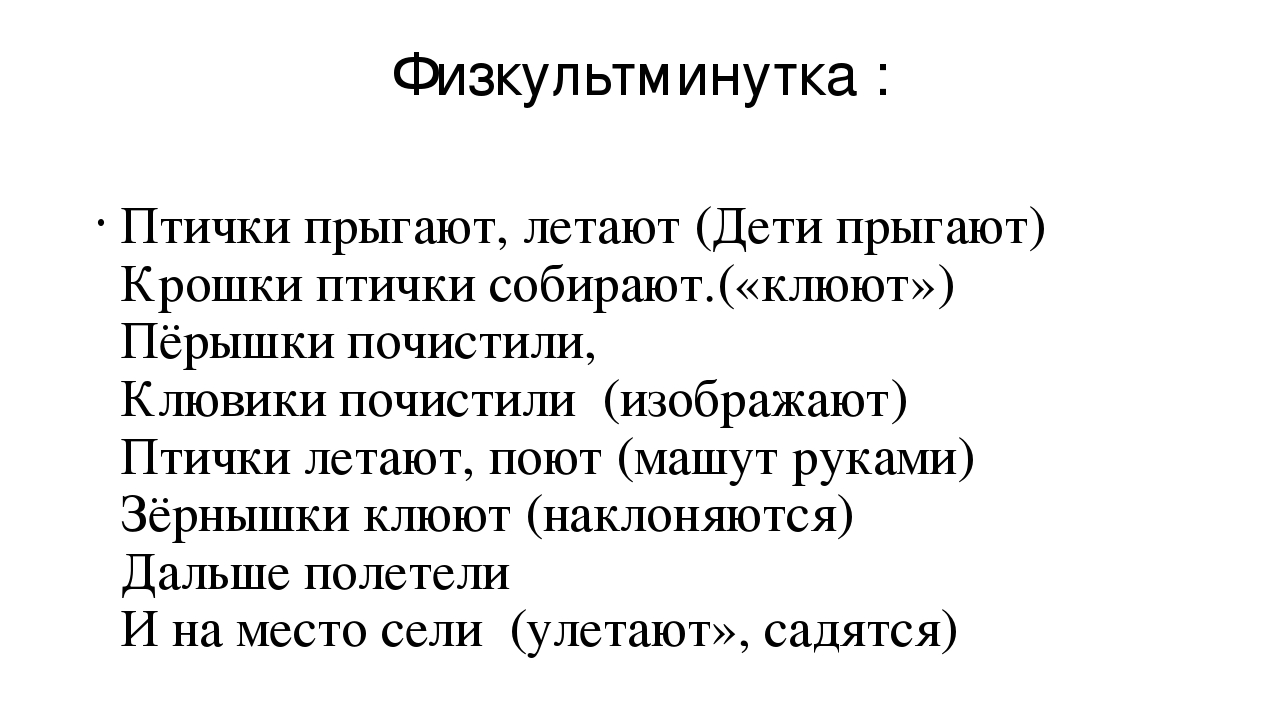 Физкультминутка :
· Птички прыгают, летают (Дети прыгают)
Крошки птички собирают.(«клюют»)
Пёрышки почистили,
Клювики почистили  (изображают)
Птички летают, поют (машут руками)
Зёрнышки клюют (наклоняются)
Дальше полетели
И на место сели  (улетают», садятся)